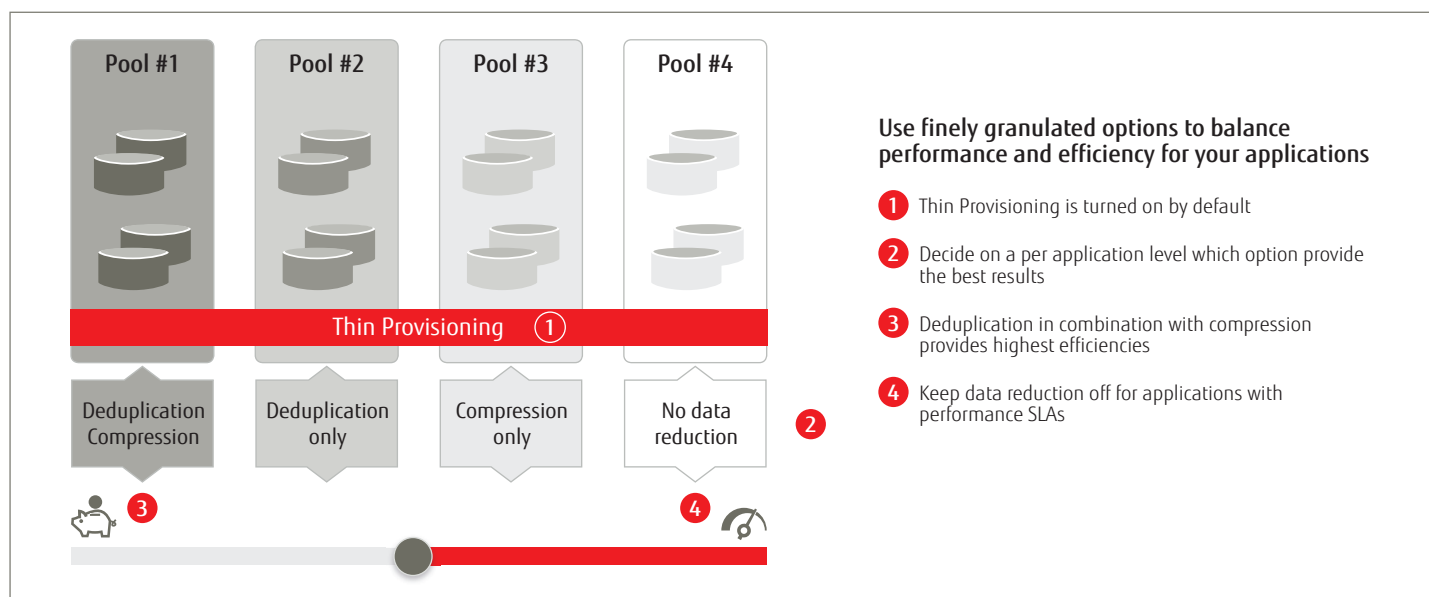 Pool #1
Pool #2
Pool #3
Pool #4
Thin Provisioning 1
Deduplication
Compression
Deduplication
only
Compression
only
No data
reduction
2
3
4
Use finely granulated options to balance
performance and efficiency for your applications
1 Thin Provisioning is turned on by default
2 Decide on a per application level which option provide
the best results
3 Deduplication in combination with compression
provides highest efficiencies
4 Keep data reduction off for applications with
performance SLAs